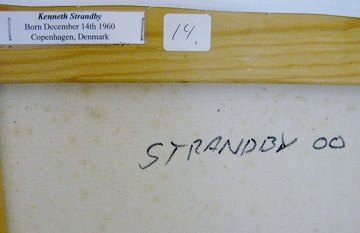 Kenneth Strandby
Born December 14th 1960
Copenhagen, Denmark
14.
STRANDBY 00